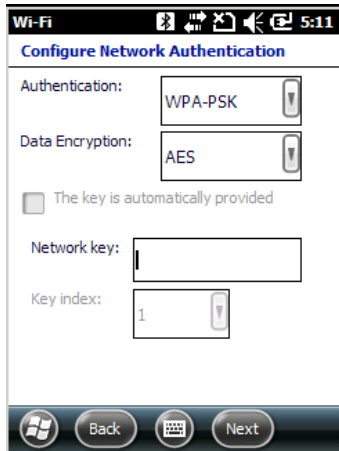 Wi-Fi 5:11
Configure Network Authentication
Authentication: WPA-PSK
Data Encryption: AES
The key is automatically provided
Network key:
Key index: 1
Back Next